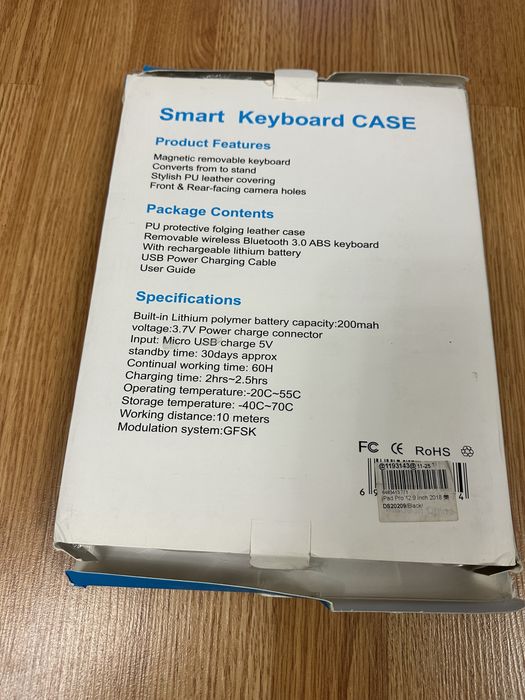 Smart Keyboard CASE
Product Features
Magnetic removable keyboard
Converts from to stand
Stylish PU leather covering
Front & Rear-facing camera holes
Package Contents
PU protective folging leather case
Removable wireless Bluetooth 3.0 ABS keyboard
With rechargeable lithium battery
USB Power Charging Cable
User Guide
Specifications
Built-in Lithium polymer battery capacity:200mah
voltage:3.7V Power charge connector
Input: Micro USB charge 5V
standby time: 30days approx
Continual working time: 60H
Charging time: 2hrs~2.5hrs
Operating temperature:-20C~55C
Storage temperature: -40C~70C
Working distance:10 meters
Modulation system:GFSK
FC CE RoHS
@1193143@ 11-25
6 4
iPad Pro 12.9 inch 2018
DS20209/Black/